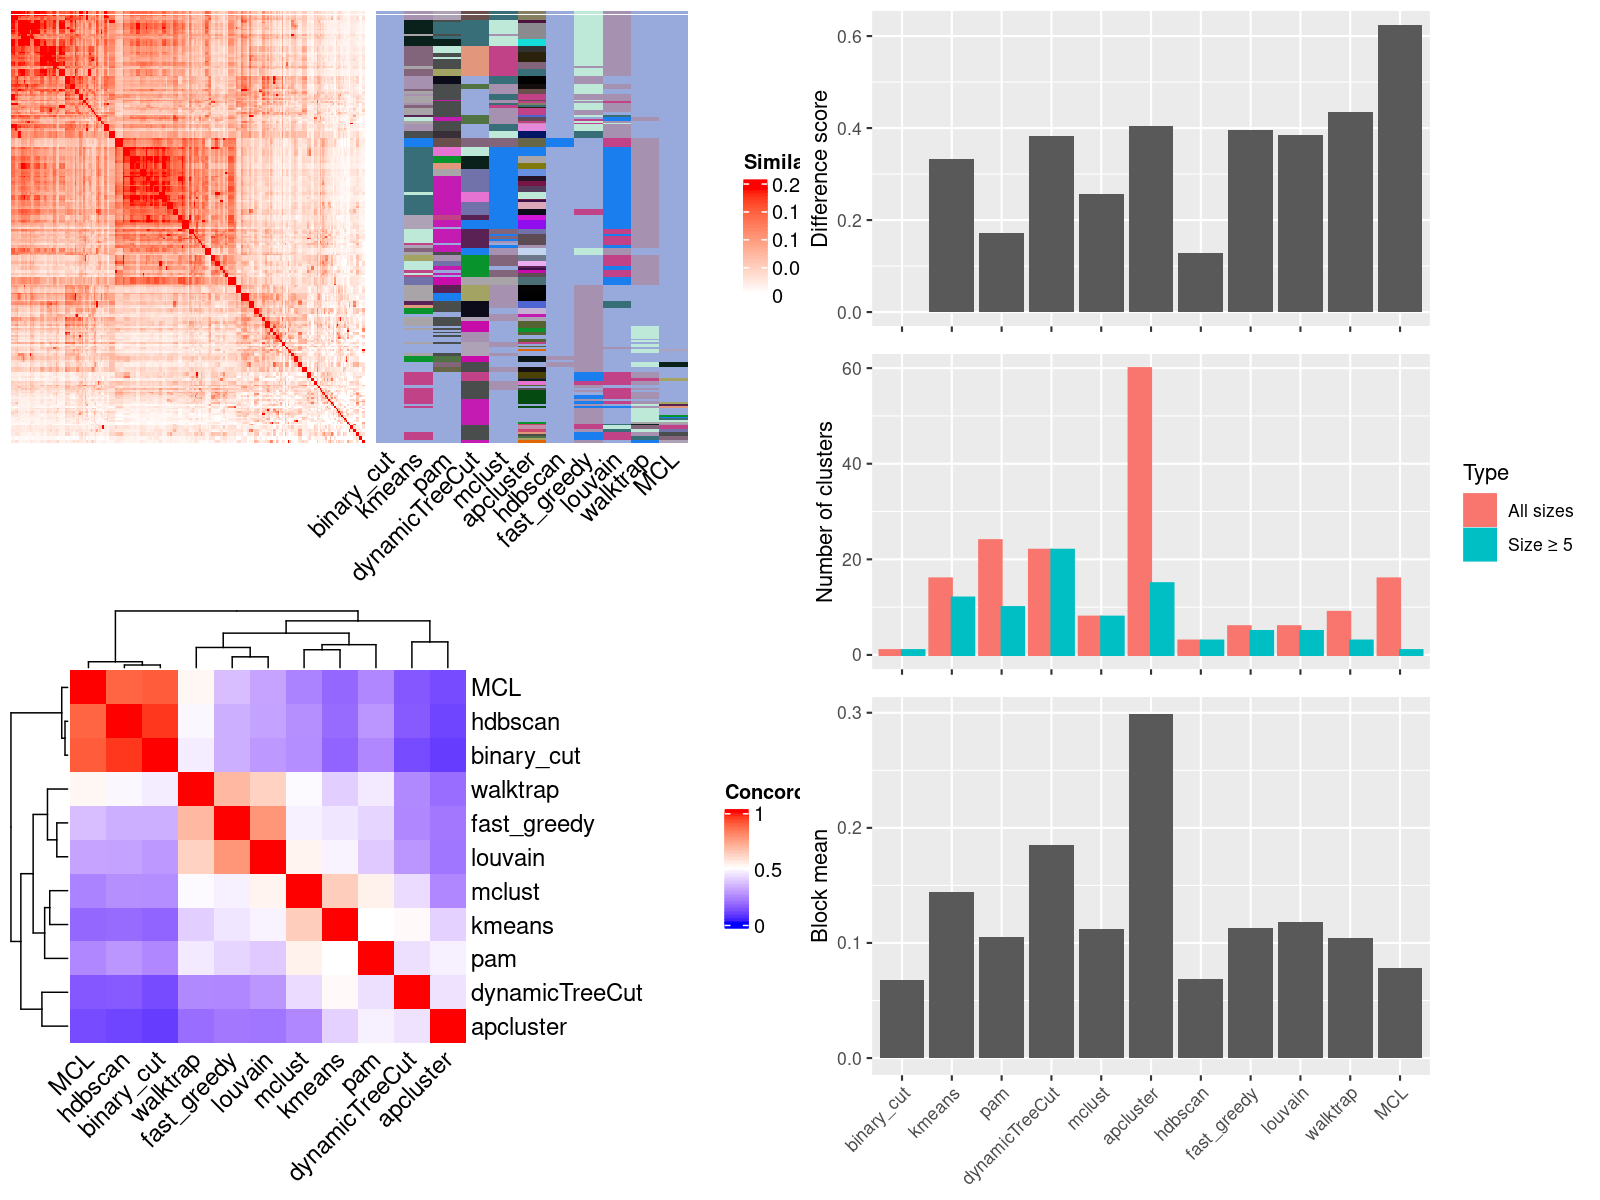 Simila
0.2
0.1
0.1
0.0
0
binary_cut
kmeans
pam
dynamicTreeCut
mclust
apcluster
hdbscan
fast_greedy
louvain
walktrap
MCL
MCL
hdbscan
binary_cut
walktrap
fast_greedy
louvain
mclust
kmeans
pam
dynamicTreeCut
apcluster
MCL
hdbscan
binary_cut
walktrap
fast_greedy
louvain
mclust
kmeans
pam
dynamicTreeCut
apcluster
Concord
1
0.5
0
Difference score
0.6
0.4
0.2
0.0
Number of clusters
60
40
20
0
Type
All sizes
Size ≥ 5
Block mean
0.3
0.2
0.1
0.0
binary_cut
kmeans
pam
dynamicTreeCut
mclust
apcluster
hdbscan
fast_greedy
louvain
walktrap
MCL